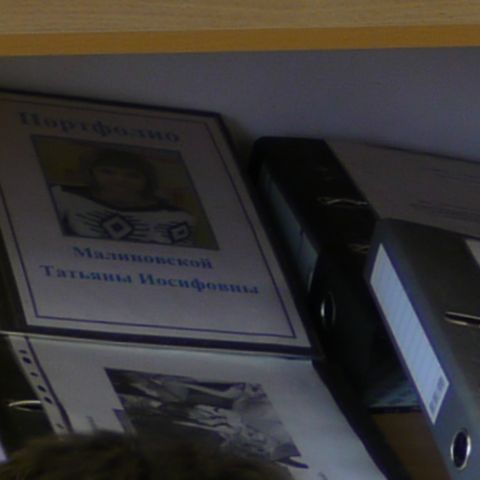 Портфолио
Малиновской
Татьяны Иосифовны